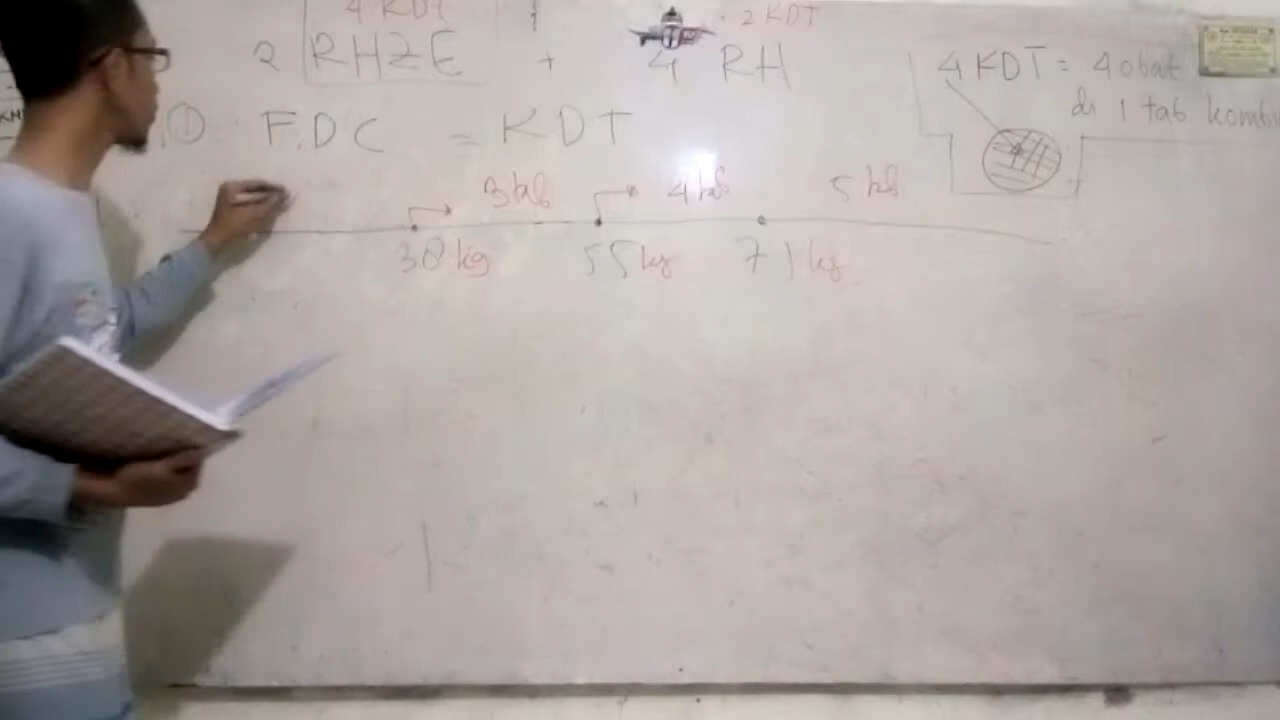 4 KDT
2 KDT
2 RHZE + 4 RH
4 KDT = 4 obat
di 1 tab kombi
① F.D.C = KDT
3 tab 4 tab 5 tab
38 kg 55 kg 71 kg